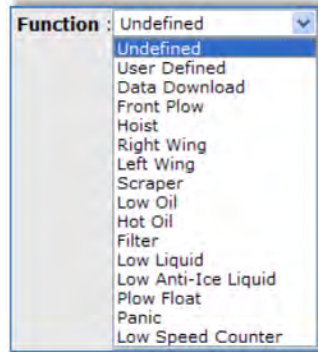 Function : Undefined
Undefined
User Defined
Data Download
Front Plow
Hoist
Right Wing
Left Wing
Scraper
Low Oil
Hot Oil
Filter
Low Liquid
Low Anti-Ice Liquid
Plow Float
Panic
Low Speed Counter